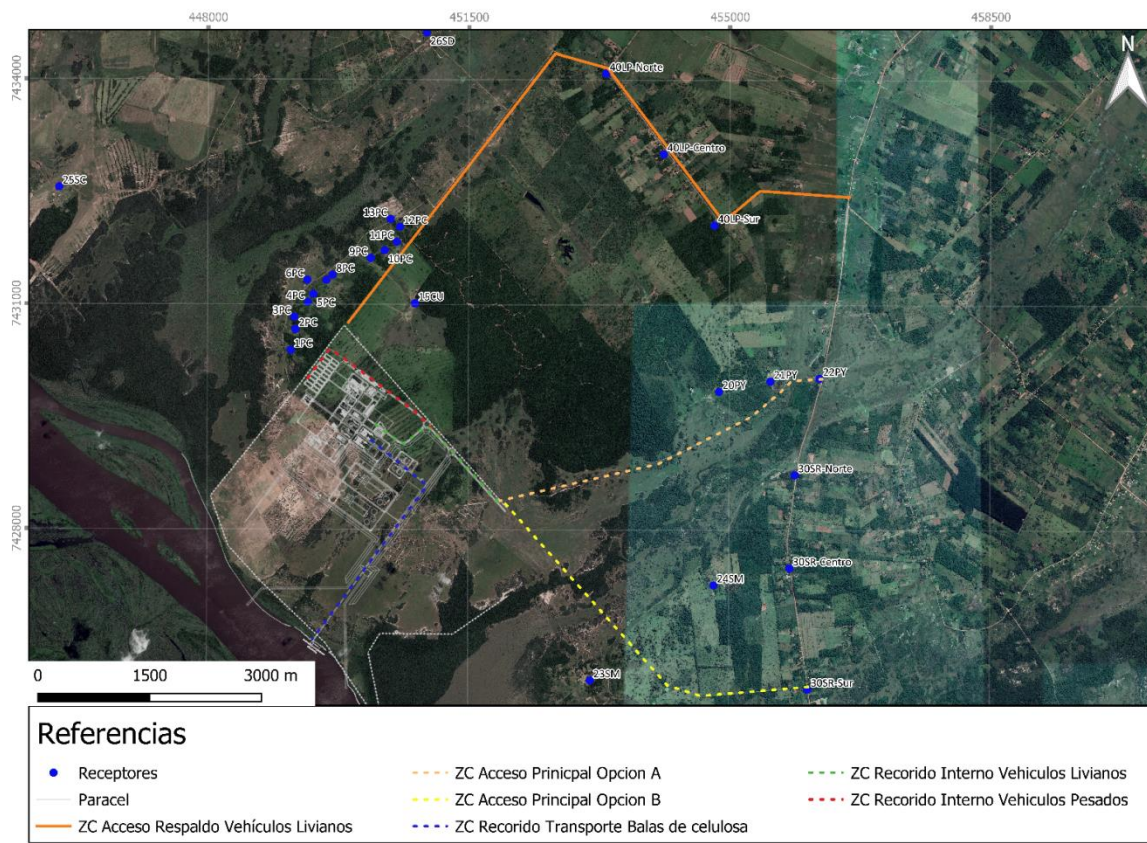 448000
451500
455000
458500
7434000
7431000
7428000
N
26SD
40LP-Norte
40LP-Centro
25SC
40LP-Sur
13PC
12PC
11PC
9PC
10PC
8PC
6PC
15CU
4PC
5PC
3PC
2PC
1PC
21PY
22PY
20PY
30SR-Norte
30SR-Centro
24SM
23SM
30SR-Sur
0 1500 3000 m
Referencias
Receptores
Paracel
ZC Acceso Respaldo Vehículos Livianos
ZC Acceso Prinicpal Opcion A
ZC Acceso Principal Opcion B
ZC Recorido Transporte Balas de celulosa
ZC Recorido Interno Vehiculos Livianos
ZC Recorido Interno Vehiculos Pesados